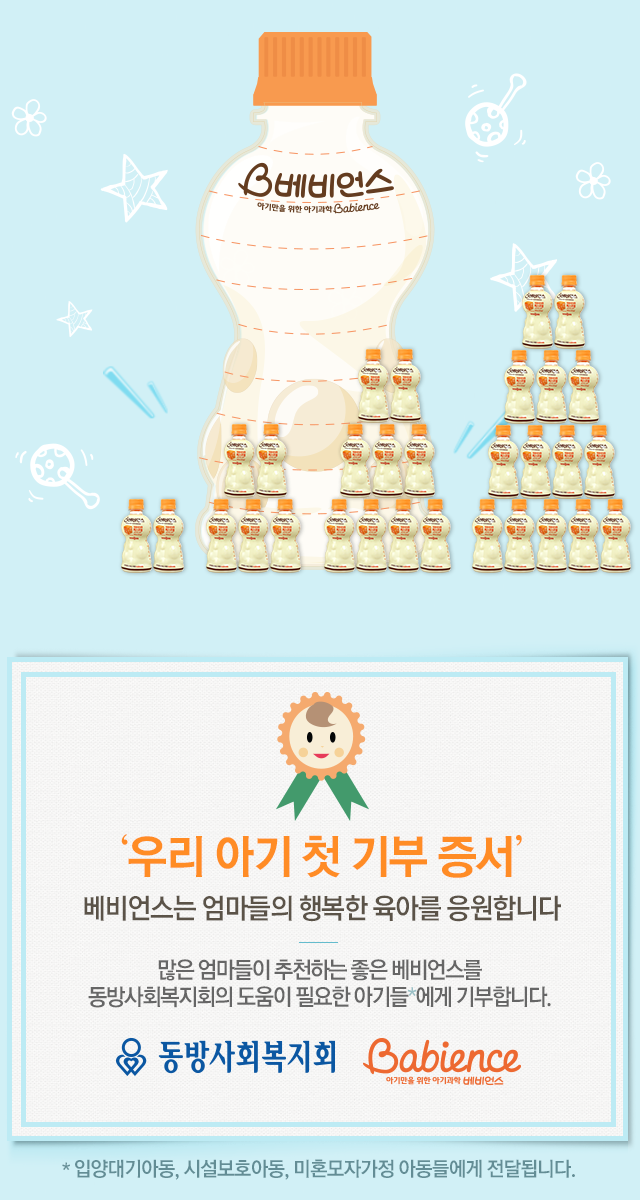 베비언스
아기만을 위한 아기과학 Babience
‘우리 아기 첫 기부 증서’
베비언스는 엄마들의 행복한 육아를 응원합니다
많은 엄마들이 추천하는 좋은 베비언스를
동방사회복지회의 도움이 필요한 아기들*에게 기부합니다.
동방사회복지회
Babience
아기만을 위한 아기과학 베비언스
* 입양대기아동, 시설보호아동, 미혼모자가정 아동들에게 전달됩니다.